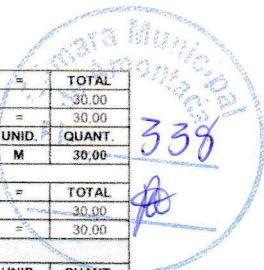 Câmara Municipal
= TOTAL
30,00
= 30,00
UNID. QUANT.
338
M 30,00
= TOTAL
30,00
= 30,00
UNID. QUANT.